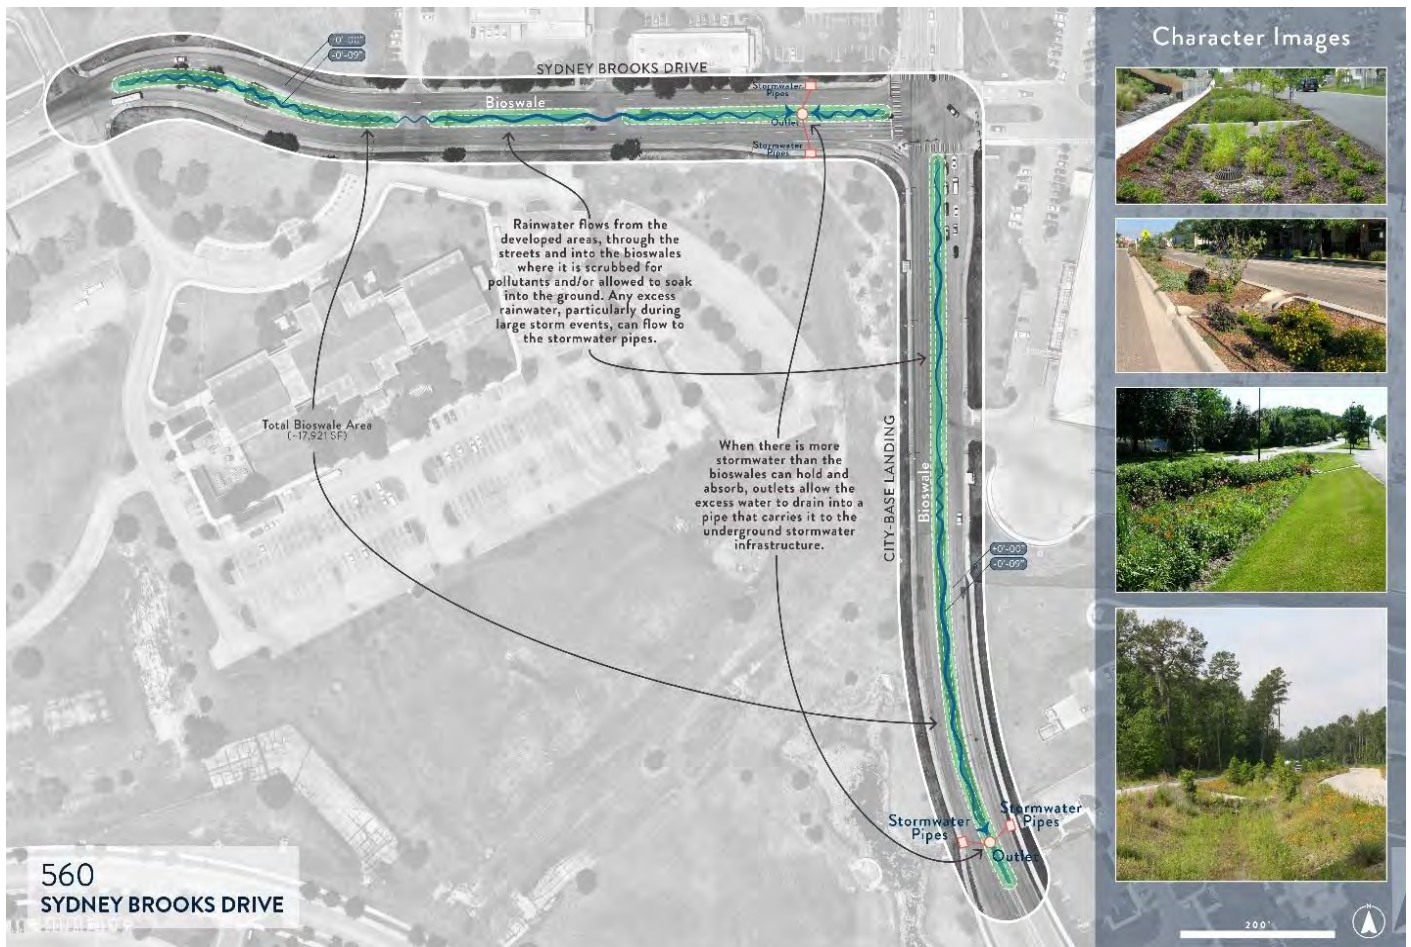 Character Images
+0'-00"
-0'-09"
SYDNEY BROOKS DRIVE
Bioswale
Stormwater
Pipes
Outlet
Stormwater
Pipes
Rainwater flows from the
developed areas, through the
streets and into the bioswales
where it is scrubbed for
pollutants and/or allowed to soak
into the ground. Any excess
rainwater, particularly during
large storm events, can flow to
the stormwater pipes.
Total Bioswale Area
(~17,921 SF)
When there is more
stormwater than the
bioswales can hold and
absorb, outlets allow the
excess water to drain into a
pipe that carries it to the
underground stormwater
infrastructure.
CITY-BASE LANDING
Bioswale
+0'-00"
-0'-09"
Stormwater
Pipes
Stormwater
Pipes
Outlet
560
SYDNEY BROOKS DRIVE
200'
N